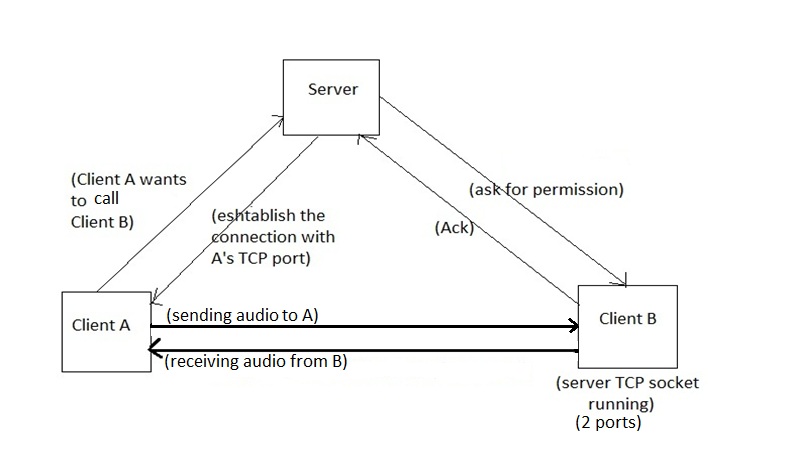 Server
(Client A wants
to call
Client B)
(ask for permission)
(eshtablish the
connection with
A's TCP port)
(Ack)
(sending audio to A)
Client A
Client B
(receiving audio from B)
(server TCP socket
running)
(2 ports)